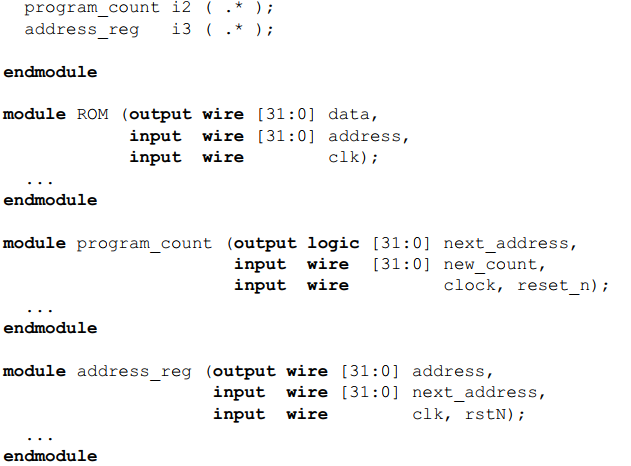 program_count i2 ( .* );
address_reg i3 ( .* );
endmodule
module ROM (output wire [31:0] data,
input wire [31:0] address,
input wire clk);
...
endmodule
module program_count (output logic [31:0] next_address,
input wire [31:0] new_count,
input wire clock, reset_n);
...
endmodule
module address_reg (output wire [31:0] address,
input wire [31:0] next_address,
input wire clk, rstN);
...
endmodule